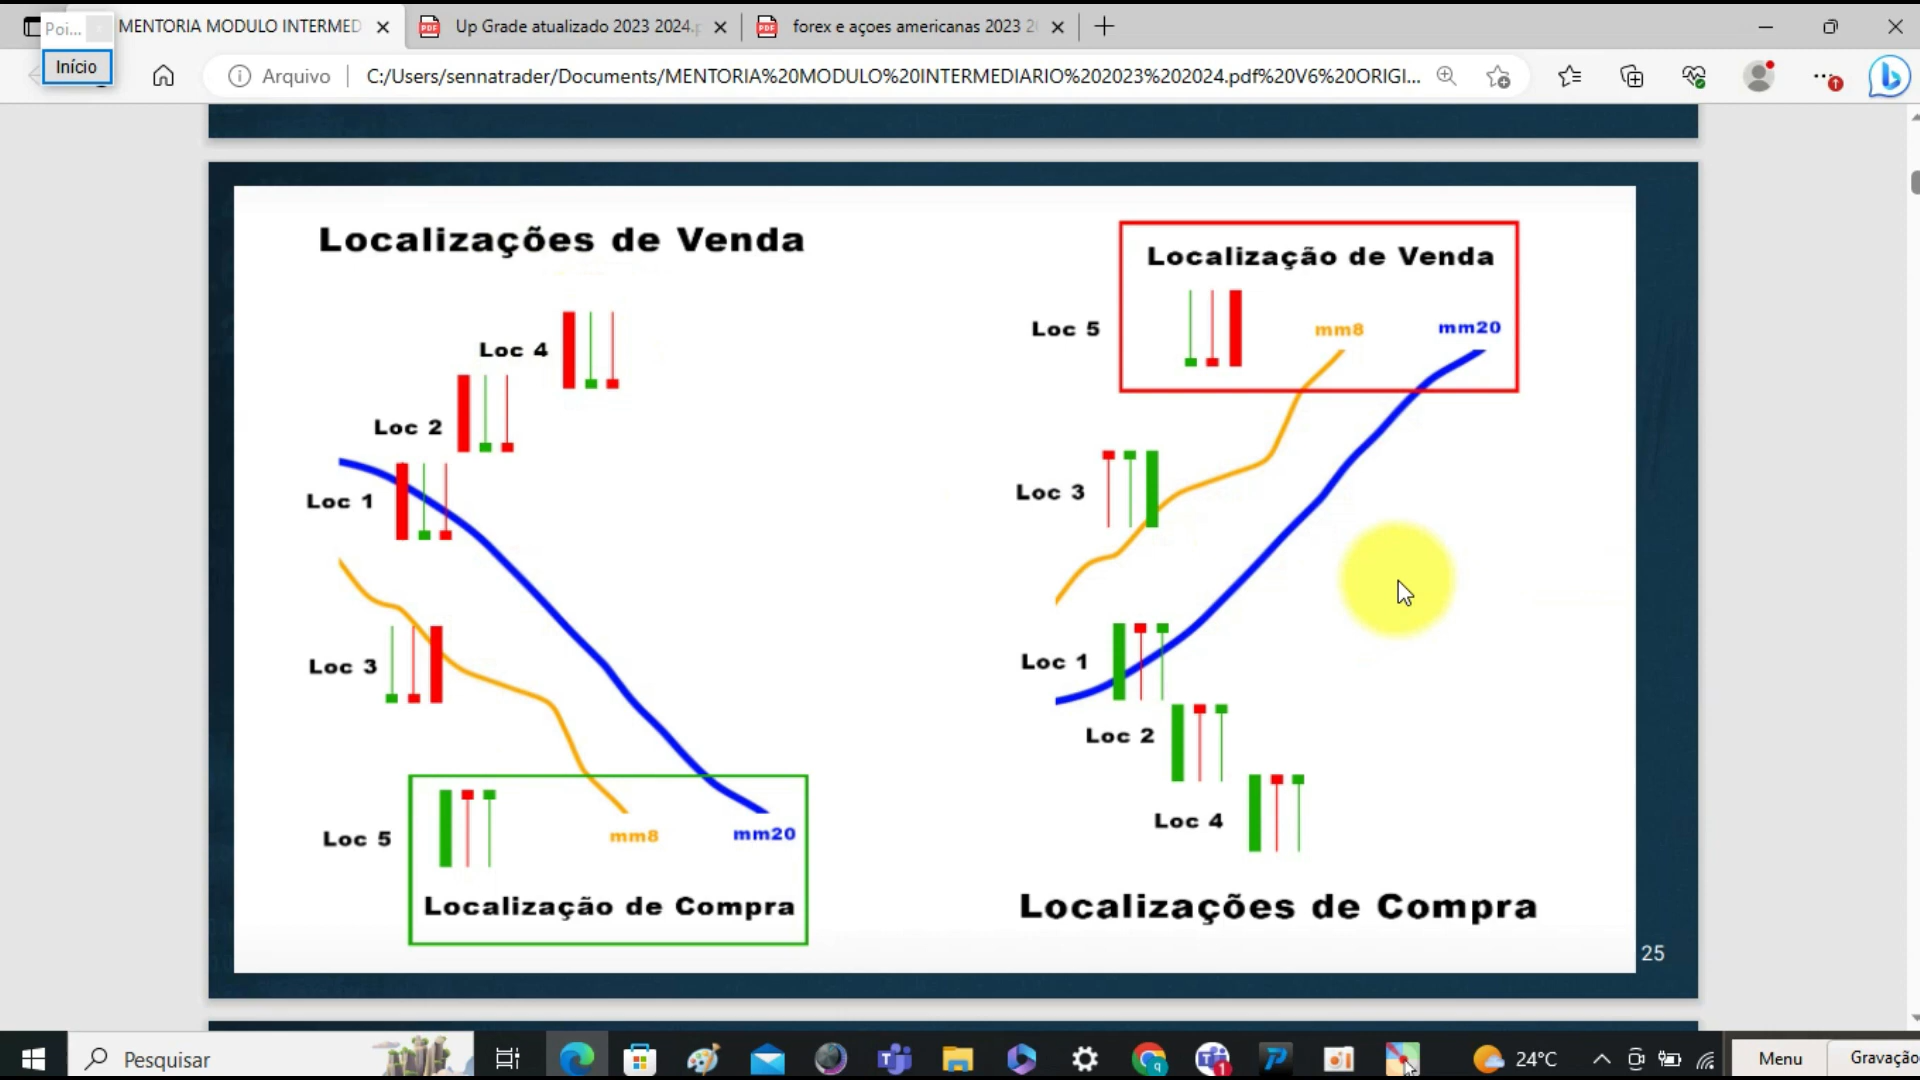 Poi...
MENTORIA MODULO INTERMED
Up Grade atualizado 2023 2024.p
forex e açoes americanas 2023 2
Início
Arquivo
C:/Users/sennatrader/Documents/MENTORIA%20MODULO%20INTERMEDIARIO%202023%202024.pdf%20V6%20ORIGI...
Localizações de Venda
Loc 4
Loc 2
Loc 1
Loc 3
Loc 5
mm8
mm20
Localização de Compra
Localização de Venda
Loc 5
mm8
mm20
Loc 3
Loc 1
Loc 2
Loc 4
Localizações de Compra
25
Pesquisar
24°C
Menu
Gravação